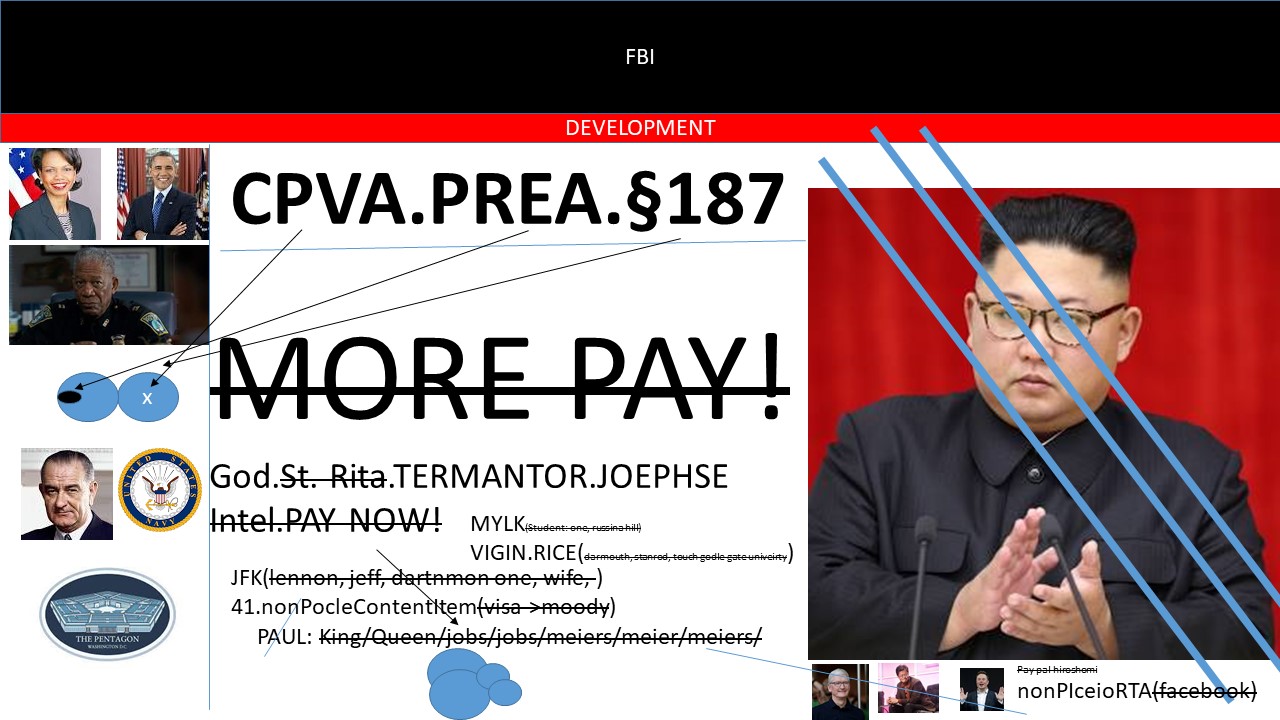 FBI
DEVELOPMENT
CPVA.PREA.§187
MORE PAY!
X
God.St. Rita.TERMANTOR.JOEPHSE
Intel.PAY NOW!
MYLK(Student: one, russina hill)
VIGIN.RICE(darmouth, stanrod, touch godle gate univeirty)
JFK(lennon, jeff, dartnmon one, wife, )
41.nonPocleContentItem(visa->moody)
PAUL: King/Queen/jobs/jobs/meiers/meier/meiers/
UNITED STATES
NAVY
THE PENTAGON
WASHINGTON D.C.
Pay pal hiroshomi
nonPIceioRTA(facebook)